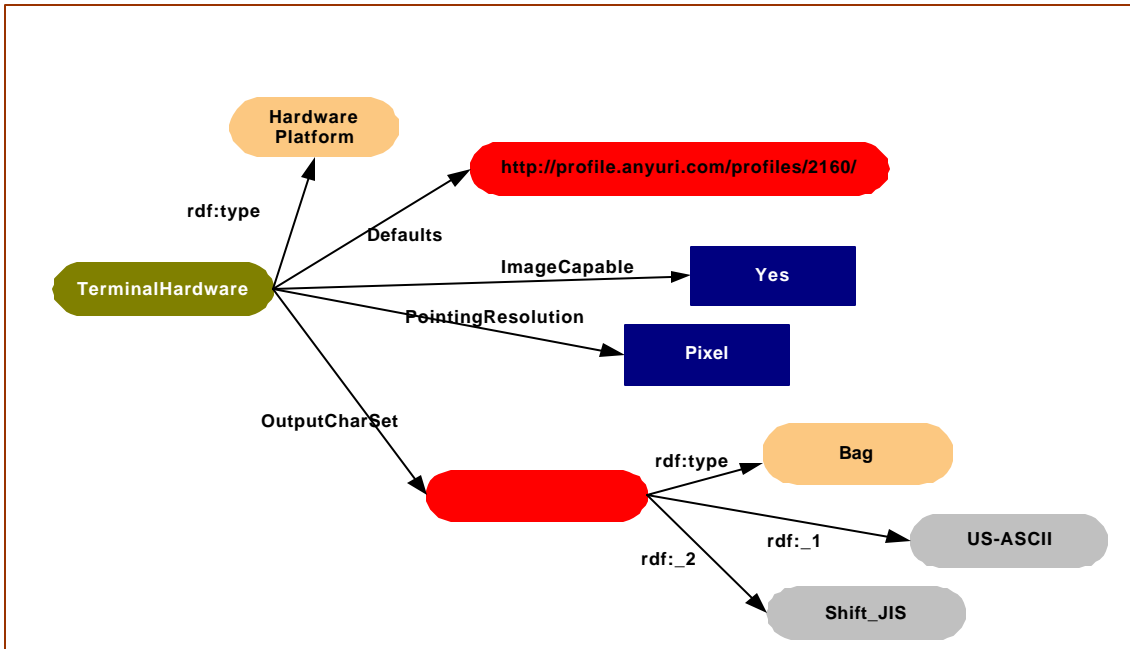 Hardware
Platform
http://profile.anyuri.com/profiles/2160/
rdf:type
Defaults
ImageCapable
Yes
TerminalHardware
PointingResolution
Pixel
OutputCharSet
Bag
rdf:type
US-ASCII
rdf:_1
rdf:_2
Shift_JIS